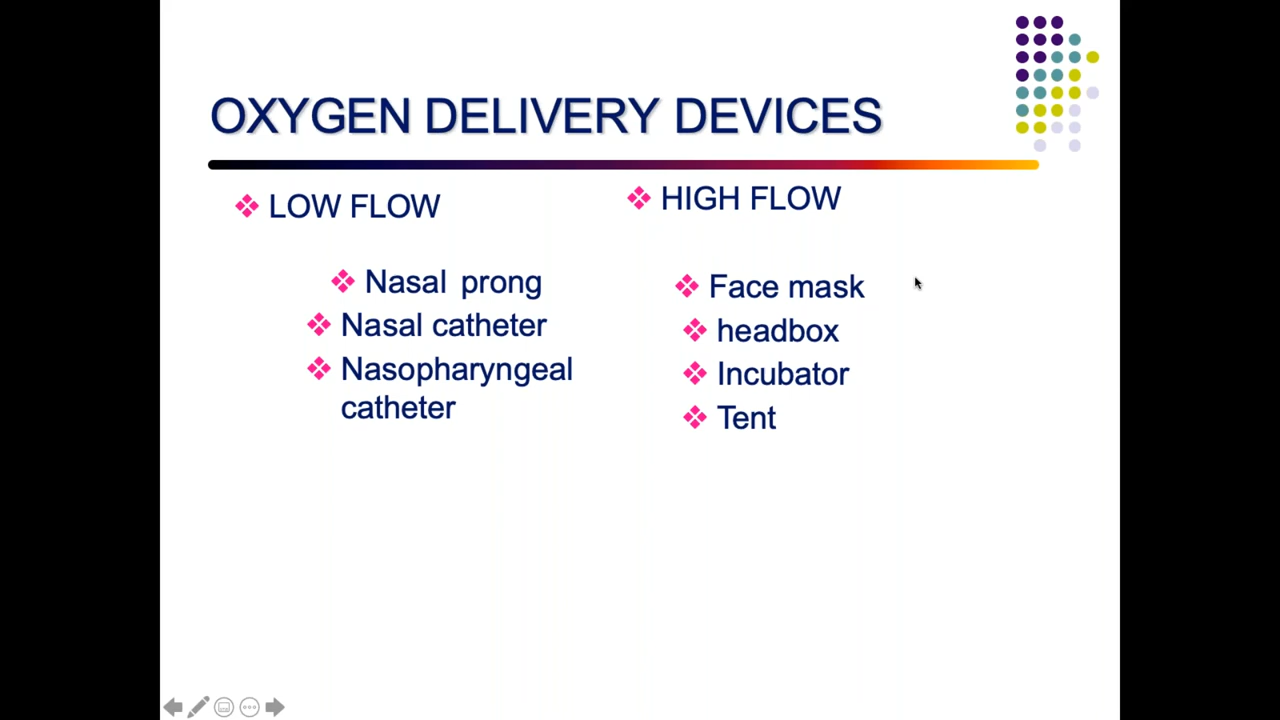 OXYGEN DELIVERY DEVICES
LOW FLOW
Nasal prong
Nasal catheter
Nasopharyngeal
catheter
HIGH FLOW
Face mask
headbox
Incubator
Tent